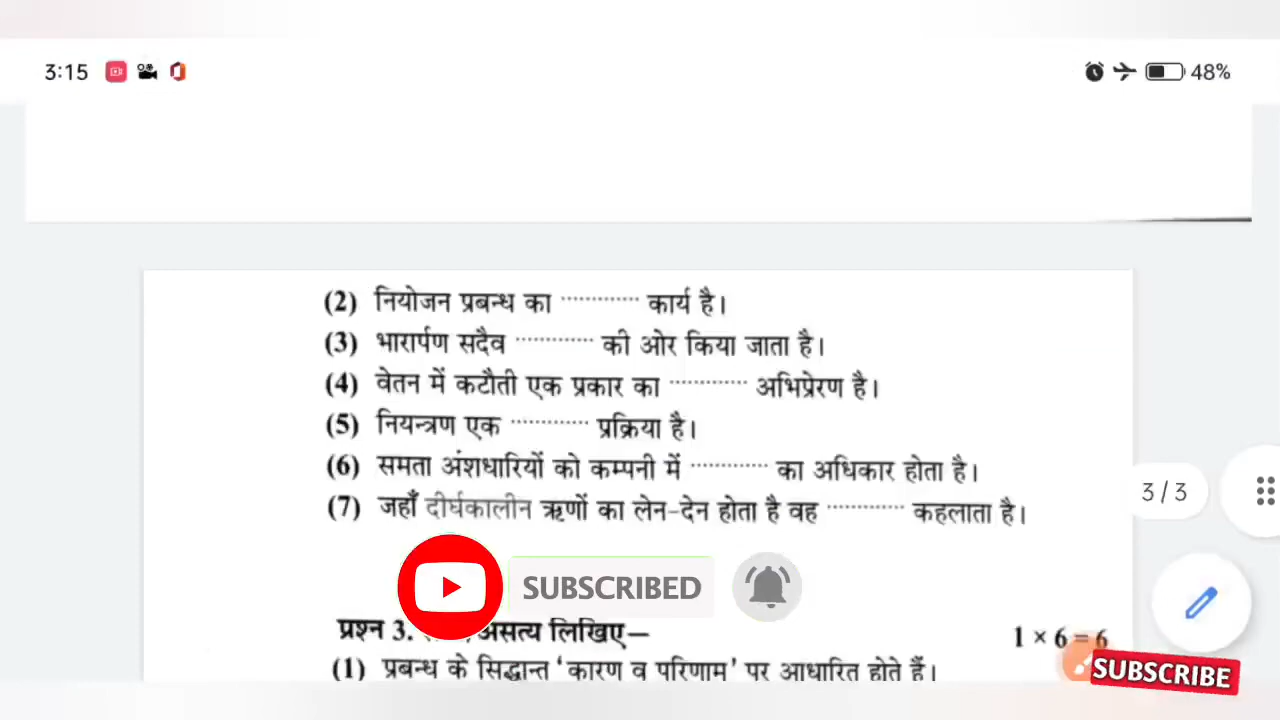 3:15
48%
(2) नियोजन प्रबन्ध का ············ कार्य है।
(3) भारार्पण सदैव ············ की ओर किया जाता है।
(4) वेतन में कटौती एक प्रकार का ············ अभिप्रेरण है।
(5) नियन्त्रण एक ············ प्रक्रिया है।
(6) समता अंशधारियों को कम्पनी में ············ का अधिकार होता है।
3 / 3
(7) जहाँ दीर्घकालीन ऋणों का लेन-देन होता है वह ············ कहलाता है।
SUBSCRIBED
प्रश्न 3. असत्य लिखिए— 1 × 6 = 6
(1) प्रबन्ध के सिद्धान्त ‘कारण व परिणाम’ पर आधारित होते हैं।
SUBSCRIBE